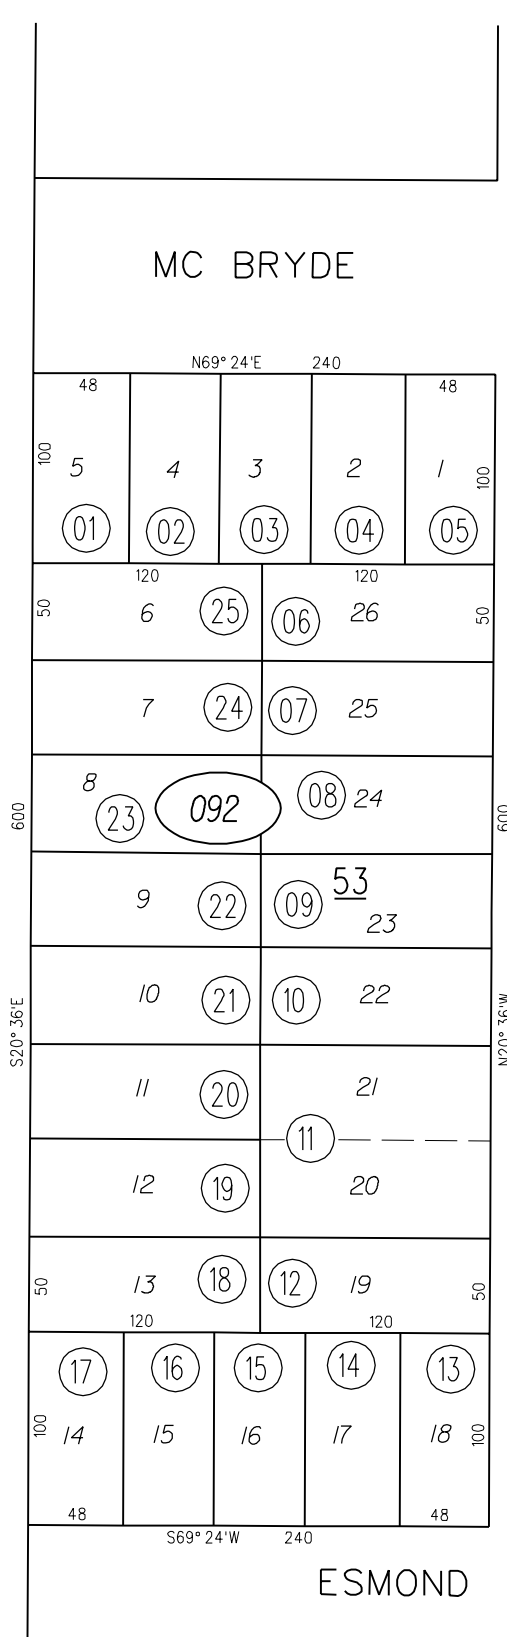 MC BRYDE
N69° 24'E 240
48 48
100 5 4 3 2 1 100
01 02 03 04 05
120 120
50 6 25 06 26 50
7 24 07 25
8 23 092 08 24
600 600
53
9 22 09 23
10 21 10 22
S20° 36'E N20° 36'W
11 20 21
11
12 19 20
50 13 18 12 19 50
120 120
17 16 15 14 13
100 14 15 16 17 18 100
48 48
S69° 24'W 240
ESMOND